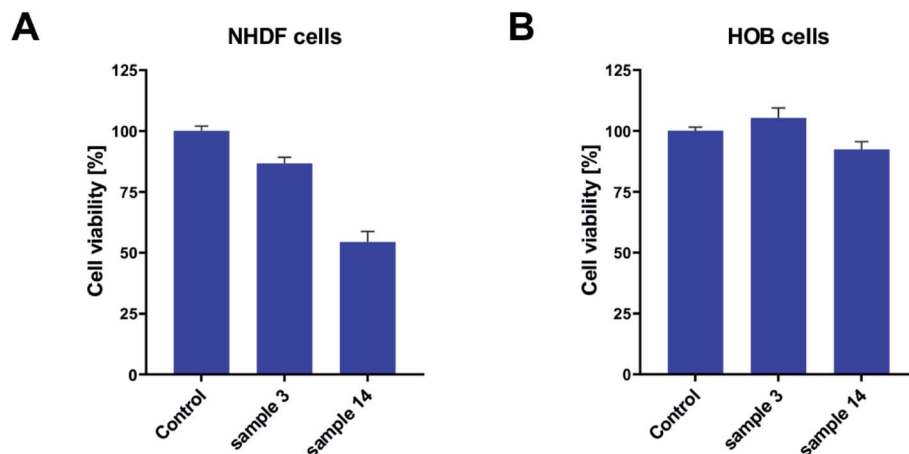 A
NHDF cells
Cell viability [%]
125
100
75
50
25
0
Control
sample 3
sample 14
B
HOB cells
Cell viability [%]
125
100
75
50
25
0
Control
sample 3
sample 14